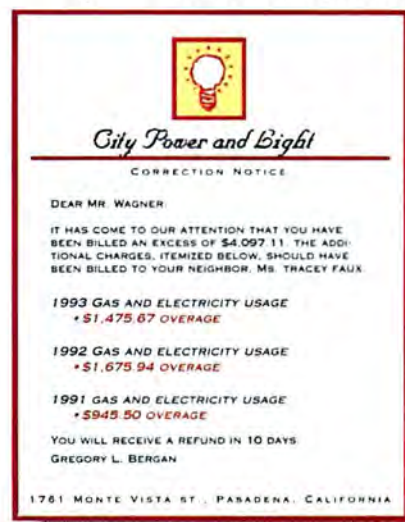 City Power and Light
CORRECTION NOTICE
DEAR MR. WAGNER:
IT HAS COME TO OUR ATTENTION THAT YOU HAVE
BEEN BILLED AN EXCESS OF $4,097.11. THE ADDI-
TIONAL CHARGES, ITEMIZED BELOW, SHOULD HAVE
BEEN BILLED TO YOUR NEIGHBOR, MS. TRACEY FAUX.
1993 GAS AND ELECTRICITY USAGE
• $1,475.67 OVERAGE
1992 GAS AND ELECTRICITY USAGE
• $1,675.94 OVERAGE
1991 GAS AND ELECTRICITY USAGE
• $945.50 OVERAGE
YOU WILL RECEIVE A REFUND IN 10 DAYS
GREGORY L. BERGAN
1761 MONTE VISTA ST., PASADENA, CALIFORNIA